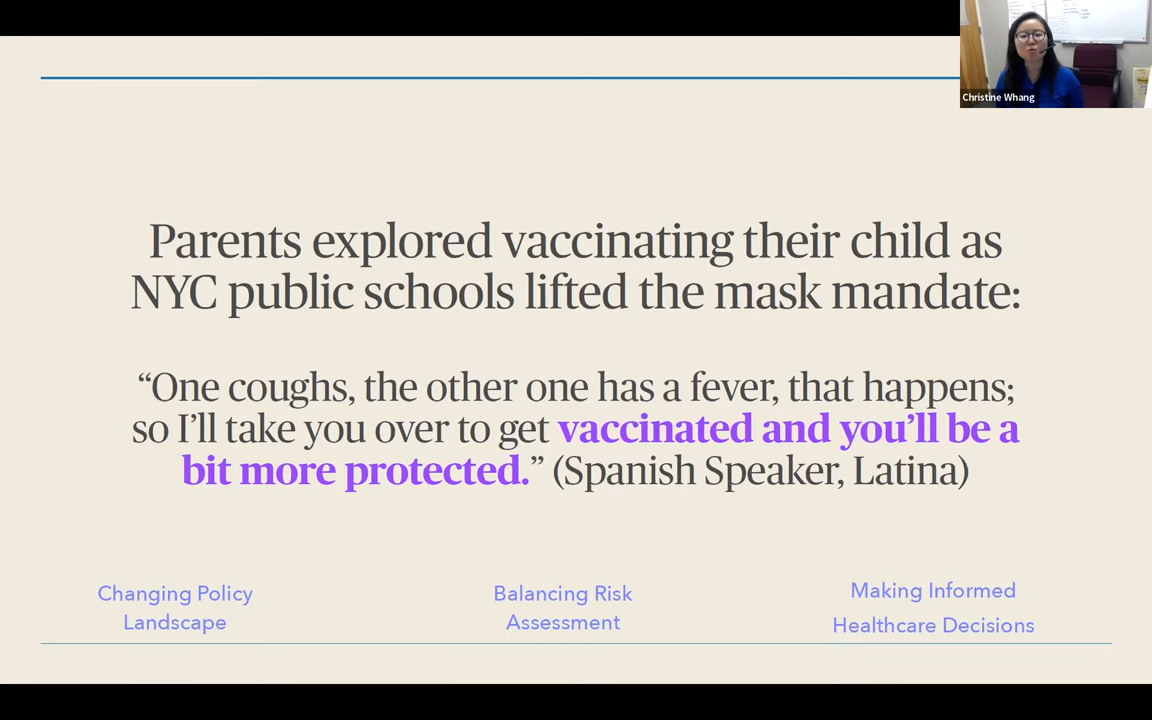 Christine Whang
Parents explored vaccinating their child as
NYC public schools lifted the mask mandate:
“One coughs, the other one has a fever, that happens;
so I’ll take you over to get vaccinated and you’ll be a
bit more protected.” (Spanish Speaker, Latina)
Changing Policy
Landscape
Balancing Risk
Assessment
Making Informed
Healthcare Decisions